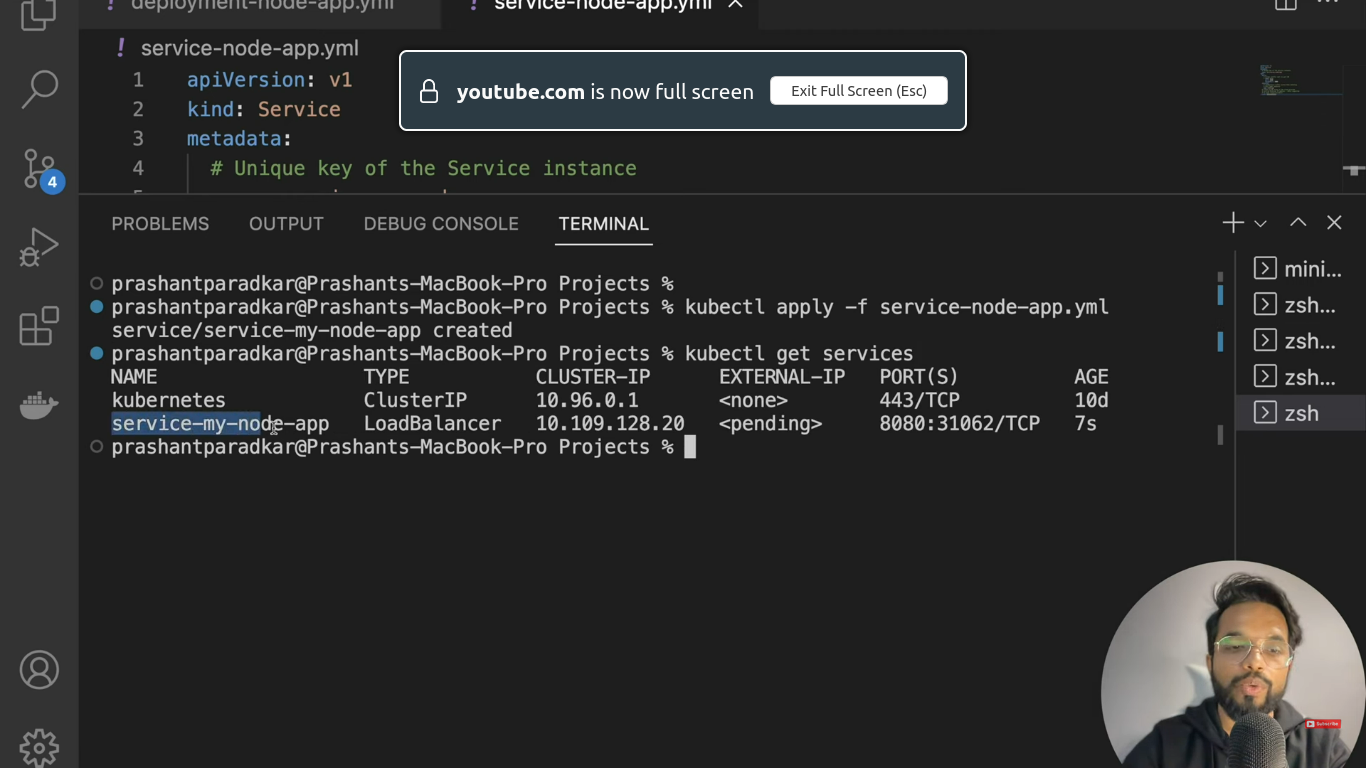 deployment-node-app.yml
service-node-app.yml
! service-node-app.yml
youtube.com is now full screen Exit Full Screen (Esc)
1 apiVersion: v1
2 kind: Service
3 metadata:
4 # Unique key of the Service instance
4
PROBLEMS OUTPUT DEBUG CONSOLE TERMINAL
prashantparadkar@Prashants-MacBook-Pro Projects %
prashantparadkar@Prashants-MacBook-Pro Projects % kubectl apply -f service-node-app.yml
service/service-my-node-app created
prashantparadkar@Prashants-MacBook-Pro Projects % kubectl get services
NAME TYPE CLUSTER-IP EXTERNAL-IP PORT(S) AGE
kubernetes ClusterIP 10.96.0.1 <none> 443/TCP 10d
service-my-node-app LoadBalancer 10.109.128.20 <pending> 8080:31062/TCP 7s
prashantparadkar@Prashants-MacBook-Pro Projects %
mini...
zsh...
zsh...
zsh...
zsh
Subscribe